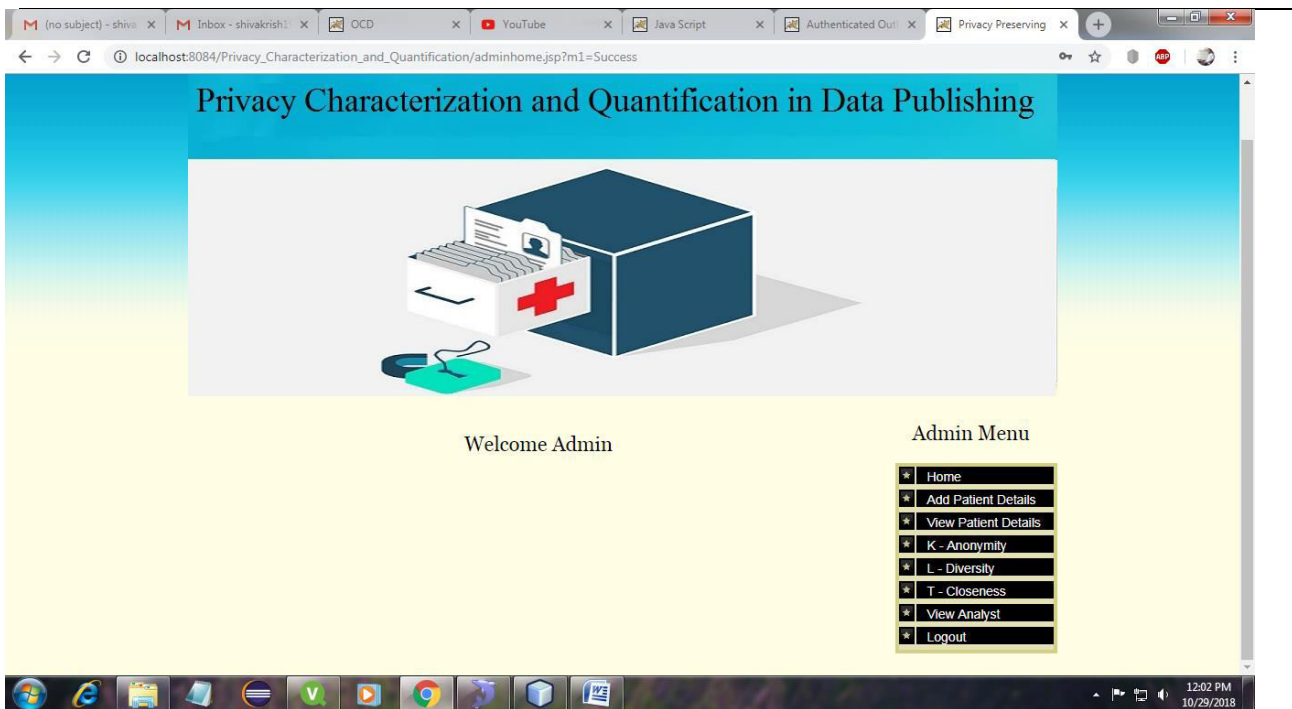 (no subject) - shiva
Inbox - shivakrish1
OCD
YouTube
Java Script
Authenticated Out
Privacy Preserving
localhost:8084/Privacy_Characterization_and_Quantification/adminhome.jsp?m1=Success
ABP
Privacy Characterization and Quantification in Data Publishing
Welcome Admin
Admin Menu
Home
Add Patient Details
View Patient Details
K - Anonymity
L - Diversity
T - Closeness
View Analyst
Logout
12:02 PM
10/29/2018